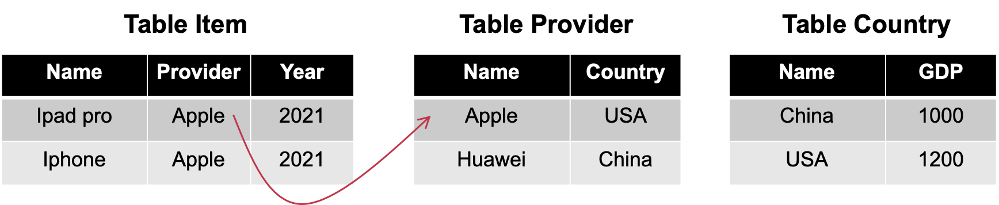 Table Item
Name Provider Year
Ipad pro Apple 2021
Iphone Apple 2021
Table Provider
Name Country
Apple USA
Huawei China
Table Country
Name GDP
China 1000
USA 1200